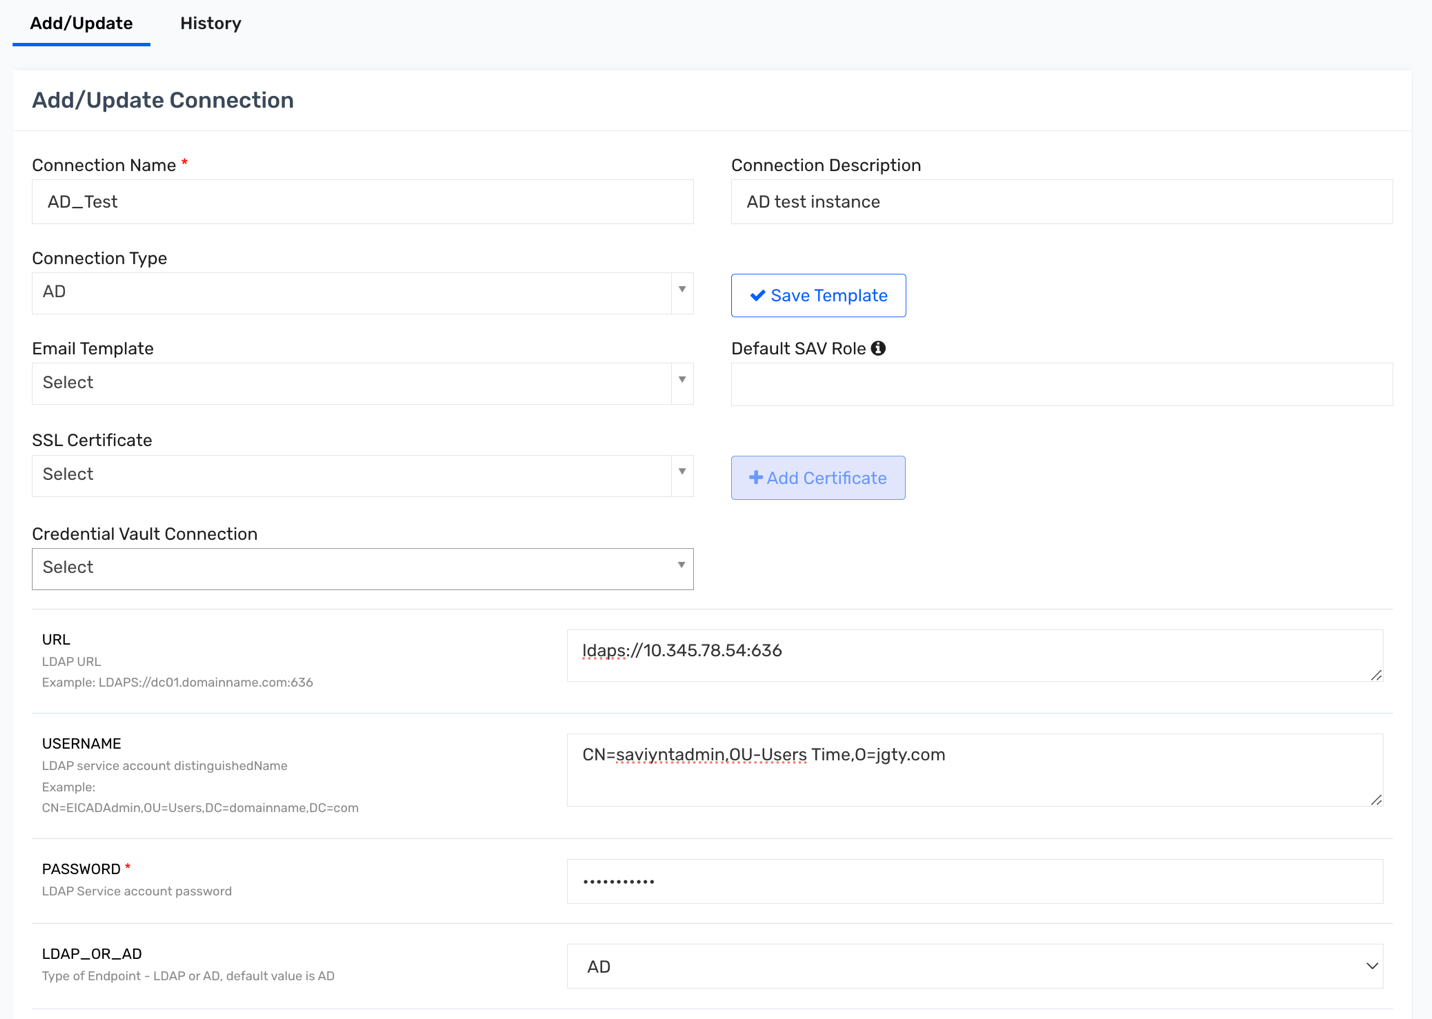 Add/Update
History
Add/Update Connection
Connection Name *
Connection Description
AD_Test
AD test instance
Connection Type
AD
Save Template
Email Template
Default SAV Role
Select
SSL Certificate
Select
Add Certificate
Credential Vault Connection
Select
URL
LDAP URL
Example: LDAPS://dc01.domainname.com:636
ldaps://10.345.78.54:636
USERNAME
LDAP service account distinguishedName
Example:
CN=EICADAdmin,OU=Users,DC=domainname,DC=com
CN=saviyntadmin,OU-Users Time,O=jgty.com
PASSWORD *
LDAP Service account password
•••••••••••
LDAP_OR_AD
Type of Endpoint - LDAP or AD, default value is AD
AD